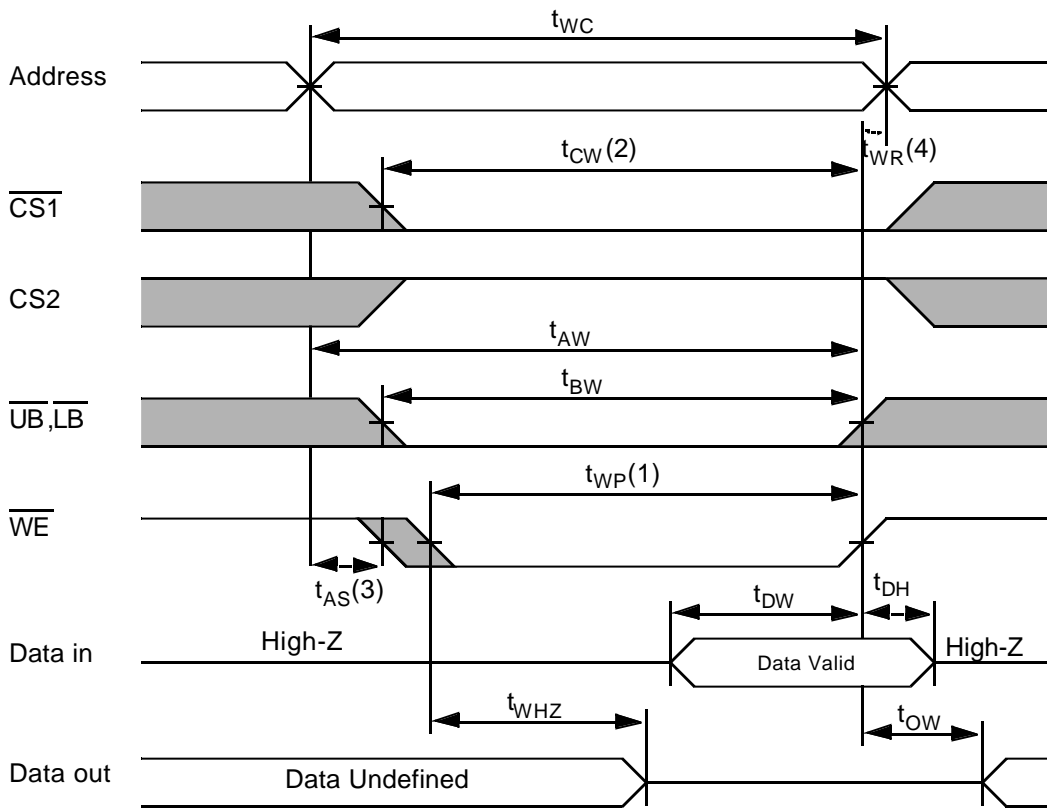 tWC
Address
tCW(2)
tWR(4)
CS1
CS2
tAW
tBW
UB,LB
tWP(1)
WE
tAS(3)
tDW
tDH
Data in
High-Z
Data Valid
High-Z
tWHZ
tOW
Data out
Data Undefined